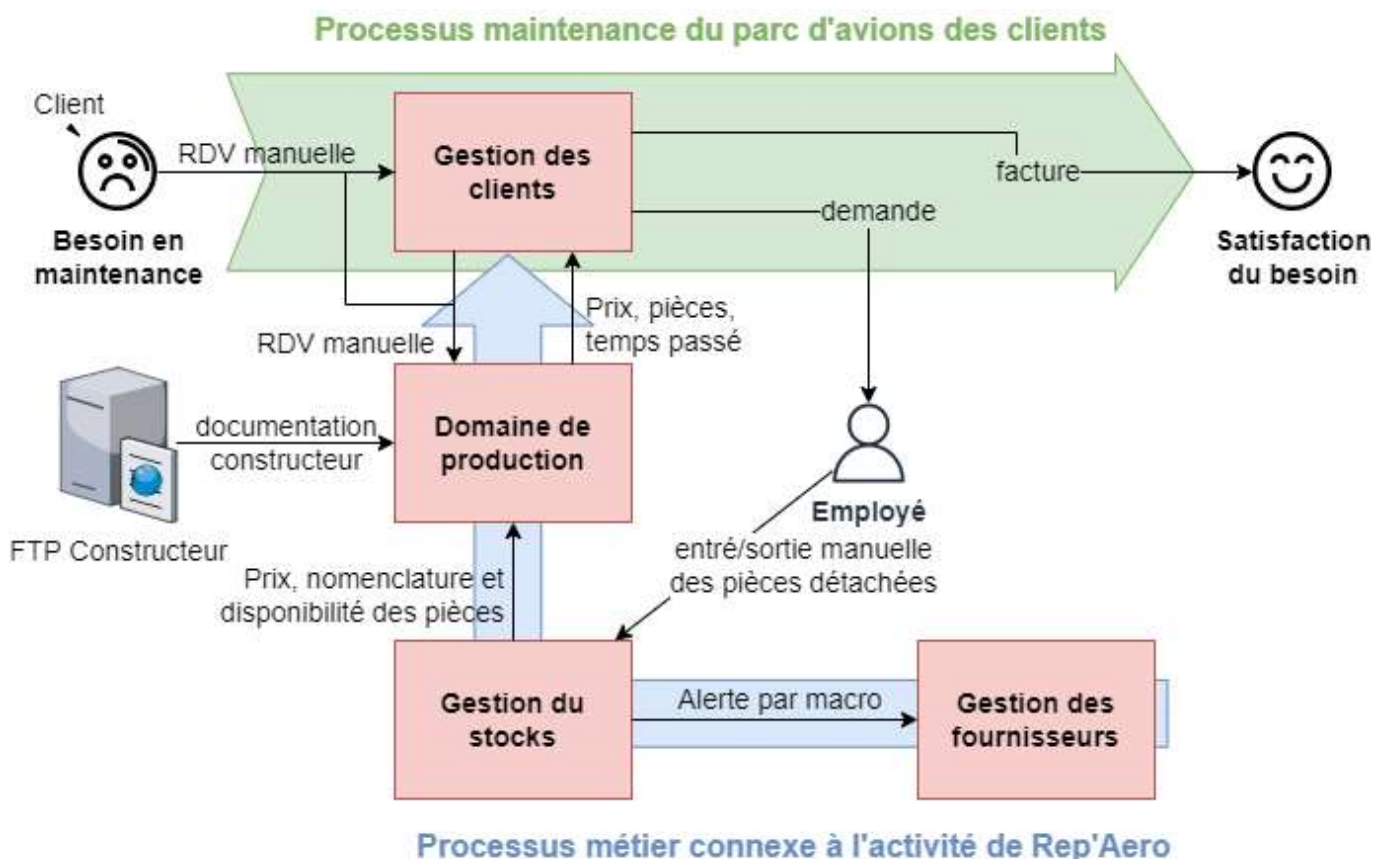 Processus maintenance du parc d'avions des clients
Client
RDV manuelle
Gestion des
clients
facture
demande
Besoin en
maintenance
Satisfaction
du besoin
RDV manuelle
Prix, pièces,
temps passé
documentation
constructeur
Domaine de
production
FTP Constructeur
Employé
entré/sortie manuelle
des pièces détachées
Prix, nomenclature et
disponibilité des pièces
Gestion du
stocks
Alerte par macro
Gestion des
fournisseurs
Processus métier connexe à l'activité de Rep'Aero